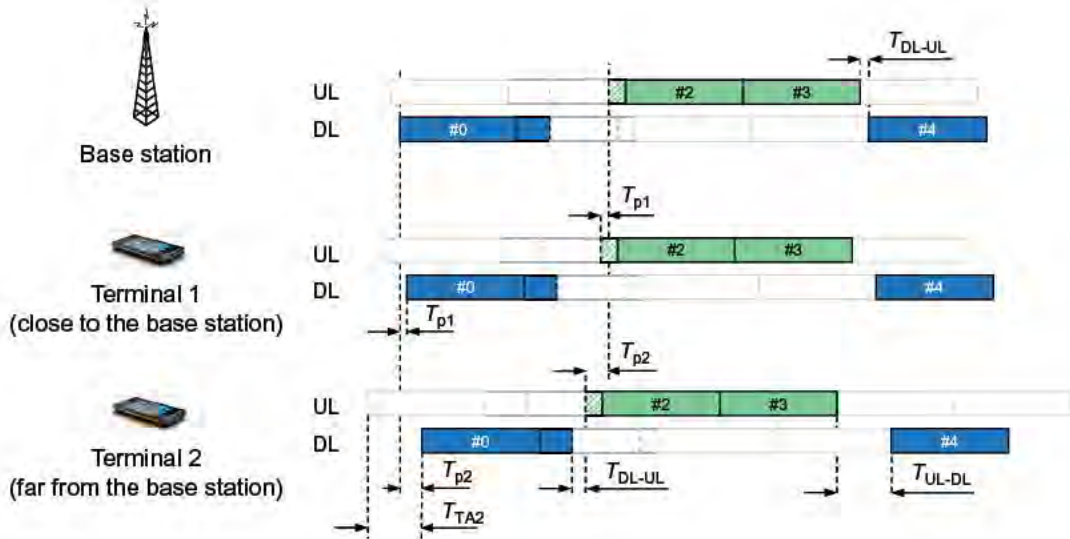 T_DL-UL
UL #2 #3
DL #0 #4
Base station
T_p1
UL #2 #3
DL #0 #4
Terminal 1
(close to the base station)
T_p1
T_p2
UL #2 #3
DL #0 #4
Terminal 2
(far from the base station)
T_p2 T_DL-UL T_UL-DL
T_TA2